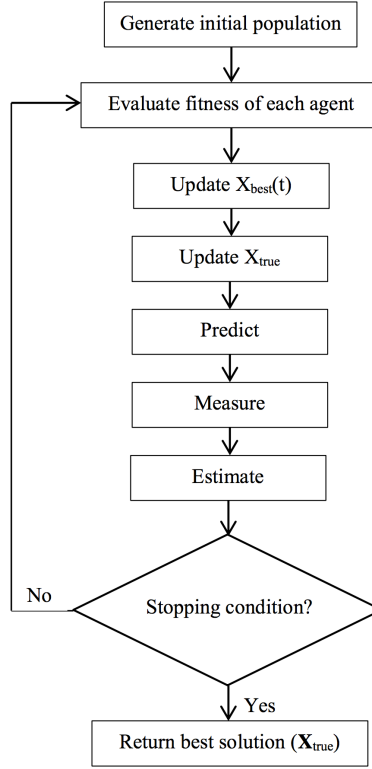 Generate initial population
Evaluate fitness of each agent
Update Xbest(t)
Update Xtrue
Predict
Measure
Estimate
Stopping condition?
No
Yes
Return best solution (Xtrue)